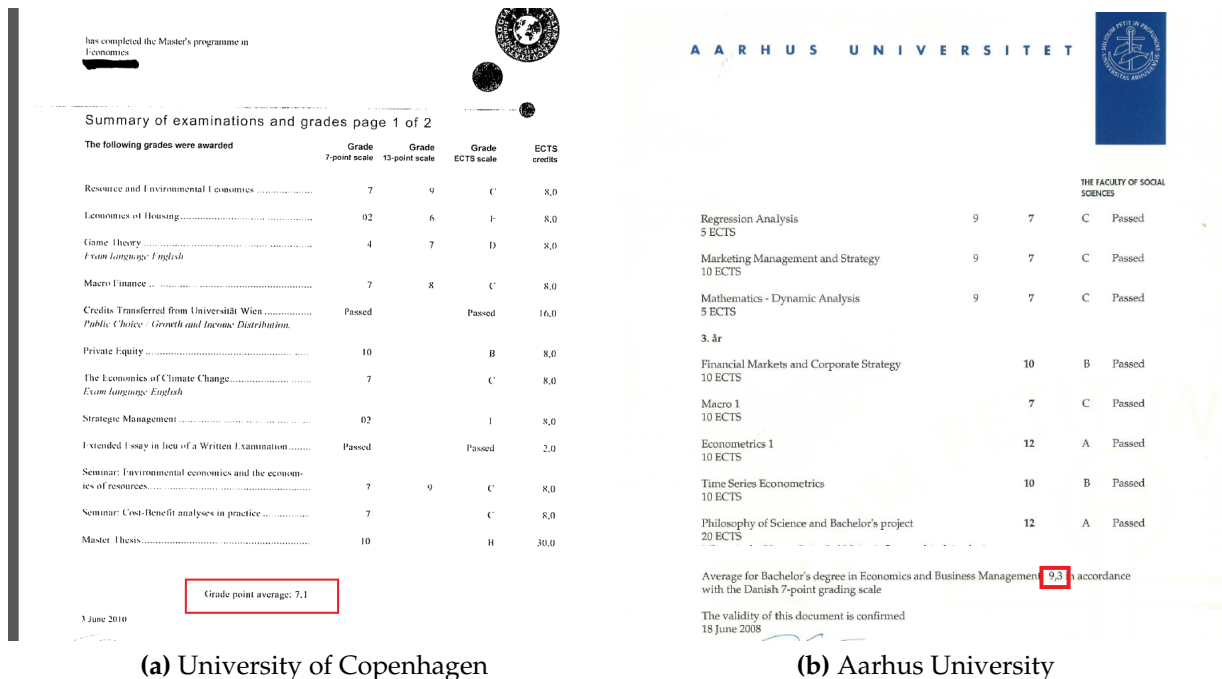 has completed the Master's programme in
Economics
Summary of examinations and grades page 1 of 2
The following grades were awarded Grade 7-point scale Grade 13-point scale Grade ECTS scale ECTS credits
Resource and Environmental Economics .................. 7 9 C 8,0
Economics of Housing ............................................. 02 6 E 8,0
Game Theory .......................................................... 4 7 D 8,0
Exam language English
Macro Finance .. ...................................................... 7 8 C 8,0
Credits Transferred from Universität Wien ................ Passed Passed 16,0
Public Choice / Growth and Income Distribution.
Private Equity ......................................................... 10 B 8,0
The Economics of Climate Change........................... 7 C 8,0
Exam language English
Strategic Management .............................................. 02 8,0
Extended Essay in lieu of a Written Examination ....... Passed Passed 2,0
Seminar: Environmental economics and the econom-
ics of resources........................................................ 7 9 C 8,0
Seminar: Cost-Benefit analyses in practice ................ 7 C 8,0
Master Thesis........................................................... 10 B 30,0
Grade point average: 7,1
3 June 2010
(a) University of Copenhagen
AARHUS UNIVERSITET
THE FACULTY OF SOCIAL
SCIENCES
Regression Analysis 9 7 C Passed
5 ECTS
Marketing Management and Strategy 9 7 C Passed
10 ECTS
Mathematics - Dynamic Analysis 9 7 C Passed
5 ECTS
3. år
Financial Markets and Corporate Strategy 10 B Passed
10 ECTS
Macro 1 7 C Passed
10 ECTS
Econometrics 1 12 A Passed
10 ECTS
Time Series Econometrics 10 B Passed
10 ECTS
Philosophy of Science and Bachelor's project 12 A Passed
20 ECTS
Average for Bachelor's degree in Economics and Business Management 9,3 in accordance
with the Danish 7-point grading scale
The validity of this document is confirmed
18 June 2008
(b) Aarhus University